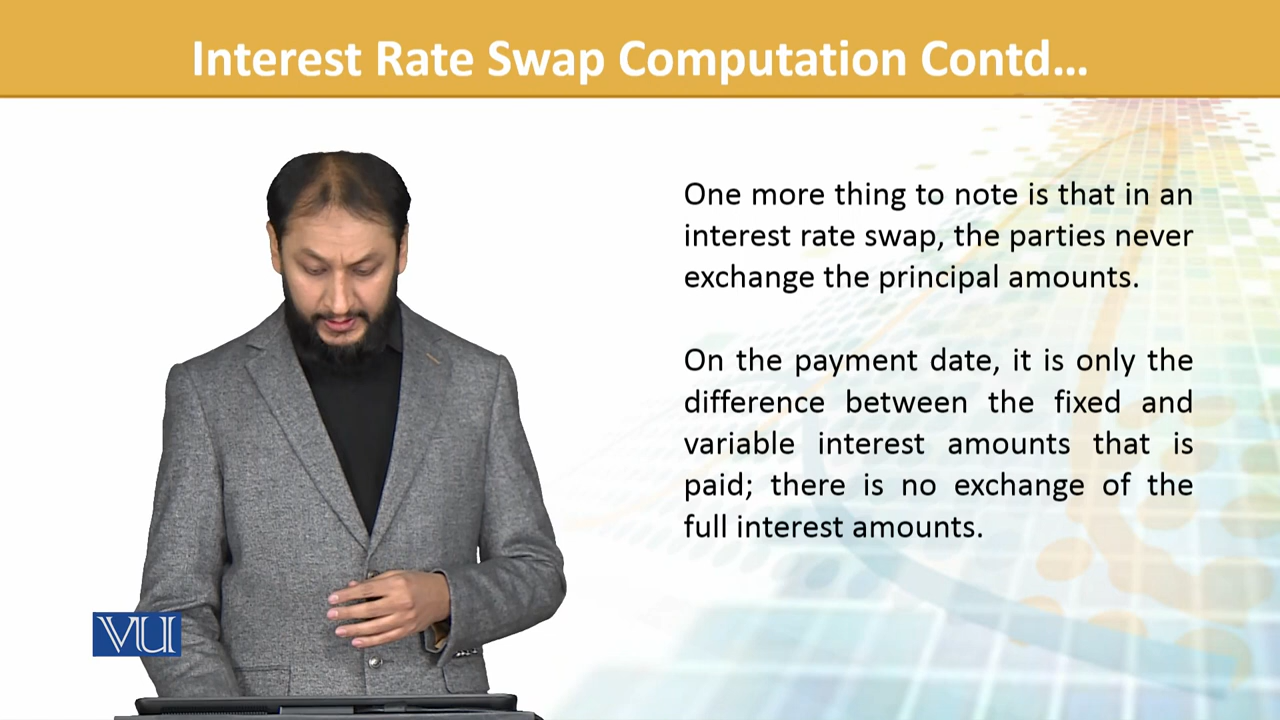 Interest Rate Swap Computation Contd...
One more thing to note is that in an
interest rate swap, the parties never
exchange the principal amounts.
On the payment date, it is only the
difference between the fixed and
variable interest amounts that is
paid; there is no exchange of the
full interest amounts.
VU